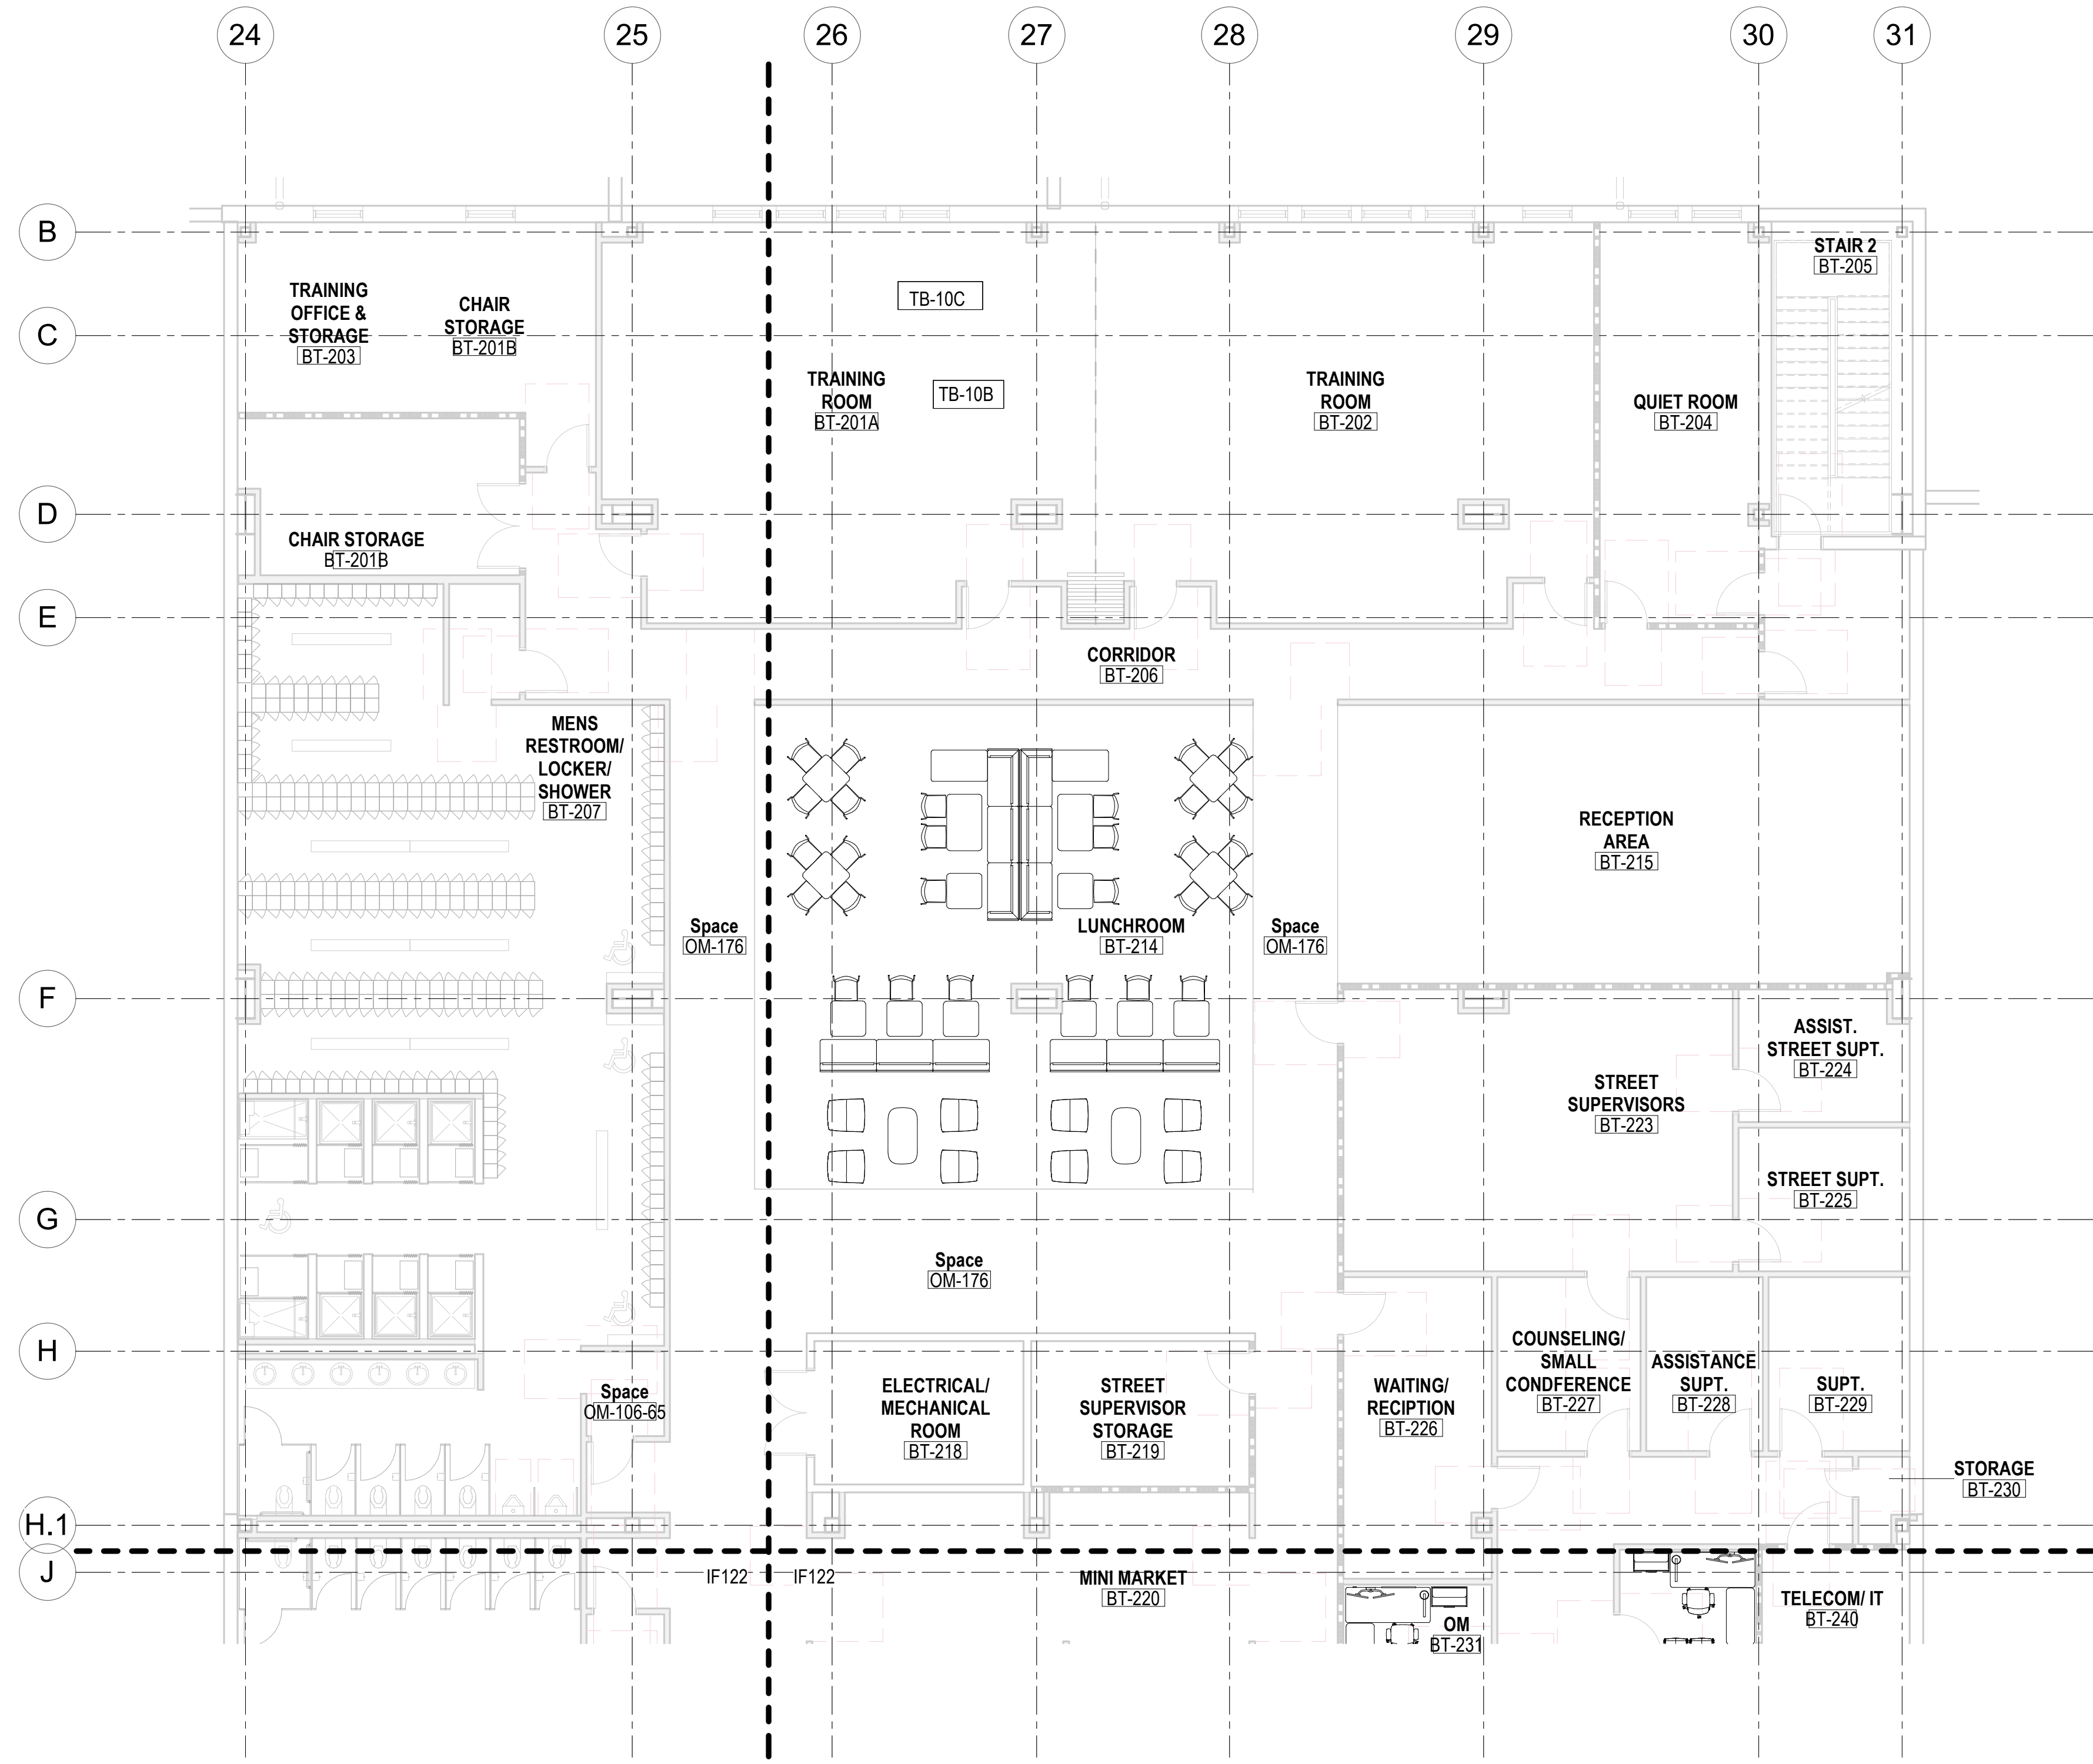 24
25
26
27
28
29
30
31
B
C
D
E
F
G
H
H.1
J
STAIR 2
BT-205
TRAINING
OFFICE &
STORAGE
BT-203
CHAIR
STORAGE
BT-201B
TB-10C
TRAINING
ROOM
BT-201A
TB-10B
TRAINING
ROOM
BT-202
QUIET ROOM
BT-204
CHAIR STORAGE
BT-201B
CORRIDOR
BT-206
MENS
RESTROOM/
LOCKER/
SHOWER
BT-207
RECEPTION
AREA
BT-215
Space
OM-176
LUNCHROOM
BT-214
Space
OM-176
ASSIST.
STREET SUPT.
BT-224
STREET
SUPERVISORS
BT-223
STREET SUPT.
BT-225
Space
OM-176
COUNSELING/
SMALL
CONDFERENCE
BT-227
ASSISTANCE
SUPT.
BT-228
SUPT.
BT-229
Space
OM-106-65
ELECTRICAL/
MECHANICAL
ROOM
BT-218
STREET
SUPERVISOR
STORAGE
BT-219
WAITING/
RECIPTION
BT-226
STORAGE
BT-230
IF122
IF122
MINI MARKET
BT-220
OM
BT-231
TELECOM/ IT
BT-240